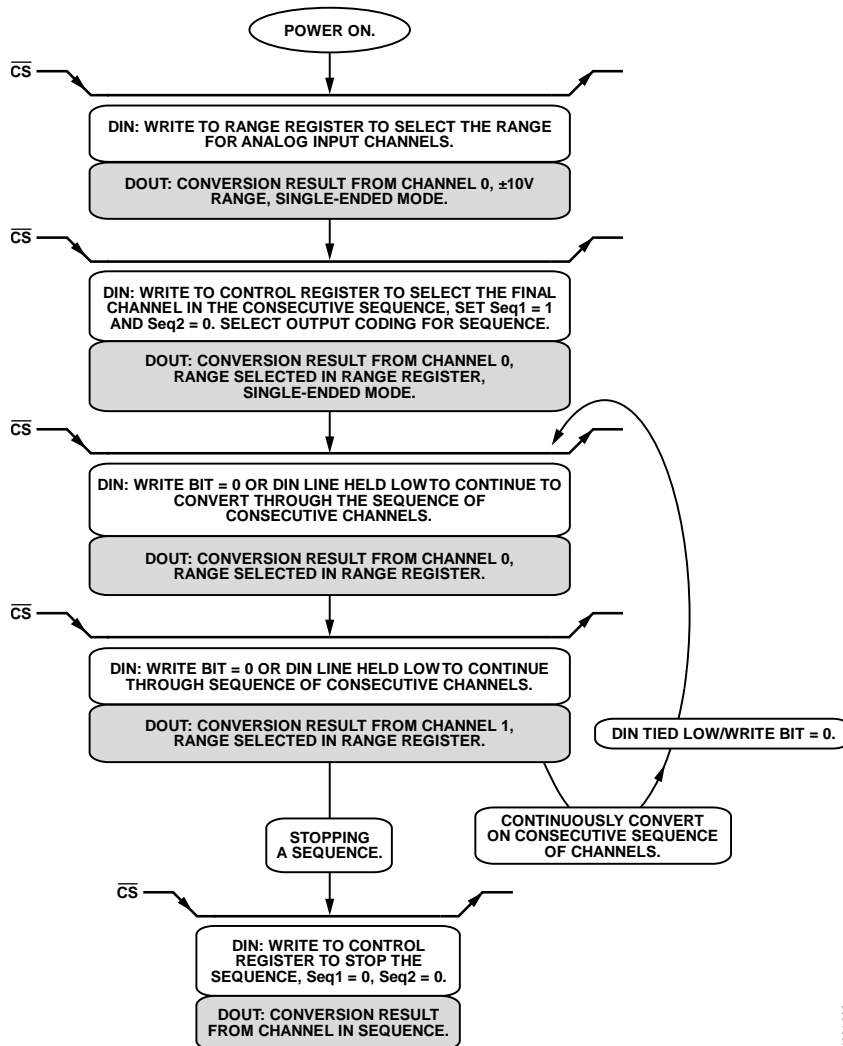 POWER ON.
CS
DIN: WRITE TO RANGE REGISTER TO SELECT THE RANGE
FOR ANALOG INPUT CHANNELS.
DOUT: CONVERSION RESULT FROM CHANNEL 0, ±10V
RANGE, SINGLE-ENDED MODE.
CS
DIN: WRITE TO CONTROL REGISTER TO SELECT THE FINAL
CHANNEL IN THE CONSECUTIVE SEQUENCE, SET Seq1 = 1
AND Seq2 = 0. SELECT OUTPUT CODING FOR SEQUENCE.
DOUT: CONVERSION RESULT FROM CHANNEL 0,
RANGE SELECTED IN RANGE REGISTER,
SINGLE-ENDED MODE.
CS
DIN: WRITE BIT = 0 OR DIN LINE HELD LOW TO CONTINUE TO
CONVERT THROUGH THE SEQUENCE OF
CONSECUTIVE CHANNELS.
DOUT: CONVERSION RESULT FROM CHANNEL 0,
RANGE SELECTED IN RANGE REGISTER.
CS
DIN: WRITE BIT = 0 OR DIN LINE HELD LOW TO CONTINUE
THROUGH SEQUENCE OF CONSECUTIVE CHANNELS.
DOUT: CONVERSION RESULT FROM CHANNEL 1,
RANGE SELECTED IN RANGE REGISTER.
DIN TIED LOW/WRITE BIT = 0.
CONTINUOUSLY CONVERT
ON CONSECUTIVE SEQUENCE
OF CHANNELS.
STOPPING
A SEQUENCE.
CS
DIN: WRITE TO CONTROL
REGISTER TO STOP THE
SEQUENCE, Seq1 = 0, Seq2 = 0.
DOUT: CONVERSION RESULT
FROM CHANNEL IN SEQUENCE.